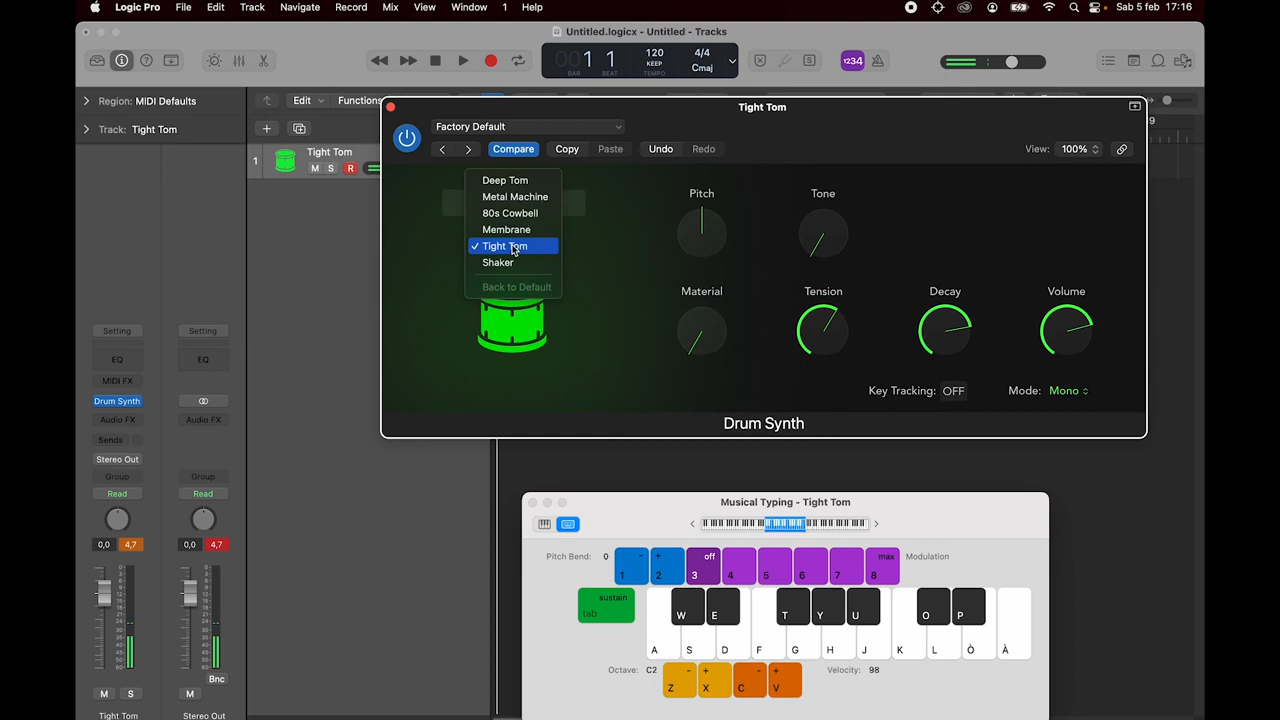 Logic Pro File Edit Track Navigate Record Mix View Window 1 Help Sab 5 feb 17:16
Untitled.logicx - Untitled - Tracks
001 1
BAR BEAT
120
KEEP
TEMPO
4/4
Cmaj
1234
Region: MIDI Defaults
Edit Functions
9
Track: Tight Tom
1 Tight Tom
M S R
Tight Tom
Factory Default
Compare Copy Paste Undo Redo View: 100%
Deep Tom
Metal Machine
80s Cowbell
Membrane
✓ Tight Tom
Shaker
Back to Default
Pitch Tone
Material Tension Decay Volume
Key Tracking: OFF Mode: Mono
Drum Synth
Setting Setting
EQ EQ
MIDI FX
Drum Synth
Audio FX Audio FX
Sends
Stereo Out
Group Group
Read Read
0,0 4,7 0,0 4,7
Bnc
M S M
Tight Tom Stereo Out
Musical Typing - Tight Tom
Pitch Bend: 0 - + off max Modulation
1 2 3 4 5 6 7 8
sustain
tab
W E T Y U O P
A S D F G H J K L Ò À
Octave: C2 - + - + Velocity: 98
Z X C V